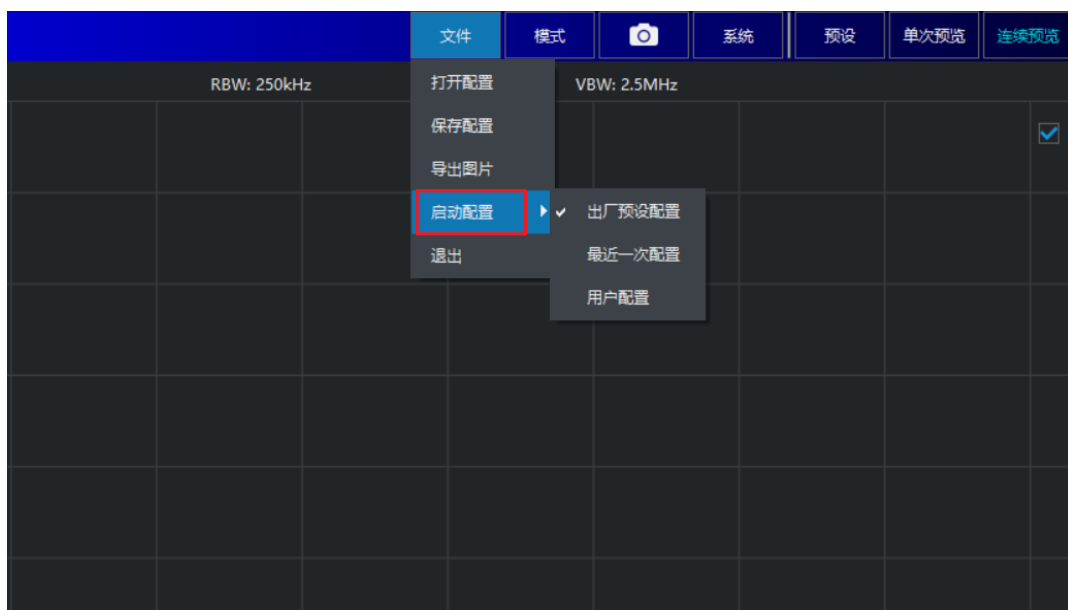 文件 模式 系统 预设 单次预览 连续预览
RBW: 250kHz VBW: 2.5MHz
打开配置
保存配置
导出图片
启动配置
退出
出厂预设配置
最近一次配置
用户配置